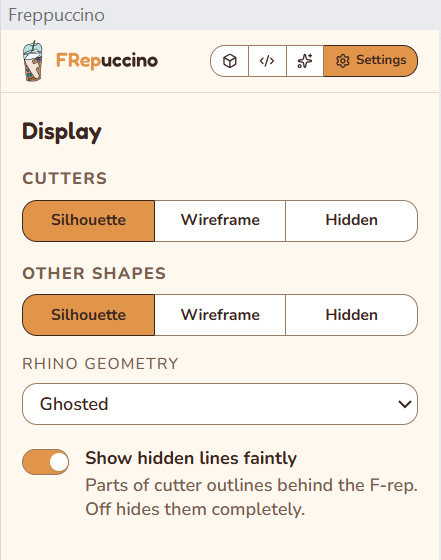 Freppuccino
FRepuccino
Settings
Display
CUTTERS
Silhouette Wireframe Hidden
OTHER SHAPES
Silhouette Wireframe Hidden
RHINO GEOMETRY
Ghosted
Show hidden lines faintly
Parts of cutter outlines behind the F-rep.
Off hides them completely.